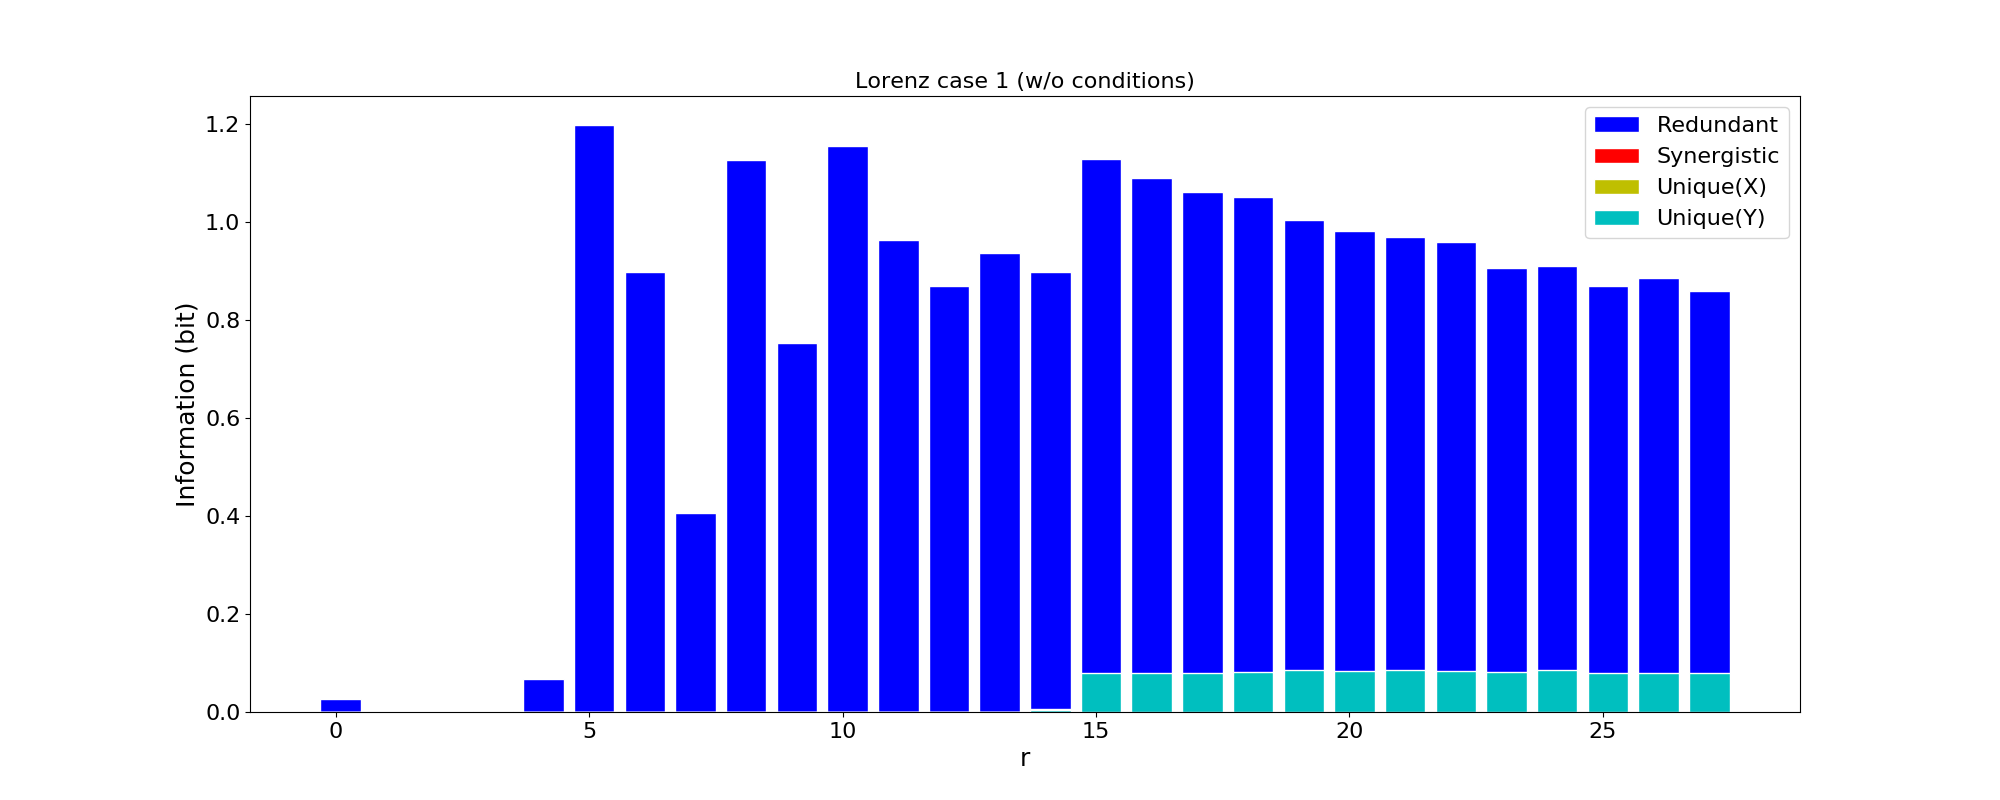 Lorenz case 1 (w/o conditions)
Information (bit)
1.2
1.0
0.8
0.6
0.4
0.2
0.0
0 5 10 15 20 25
r
Redundant
Synergistic
Unique(X)
Unique(Y)